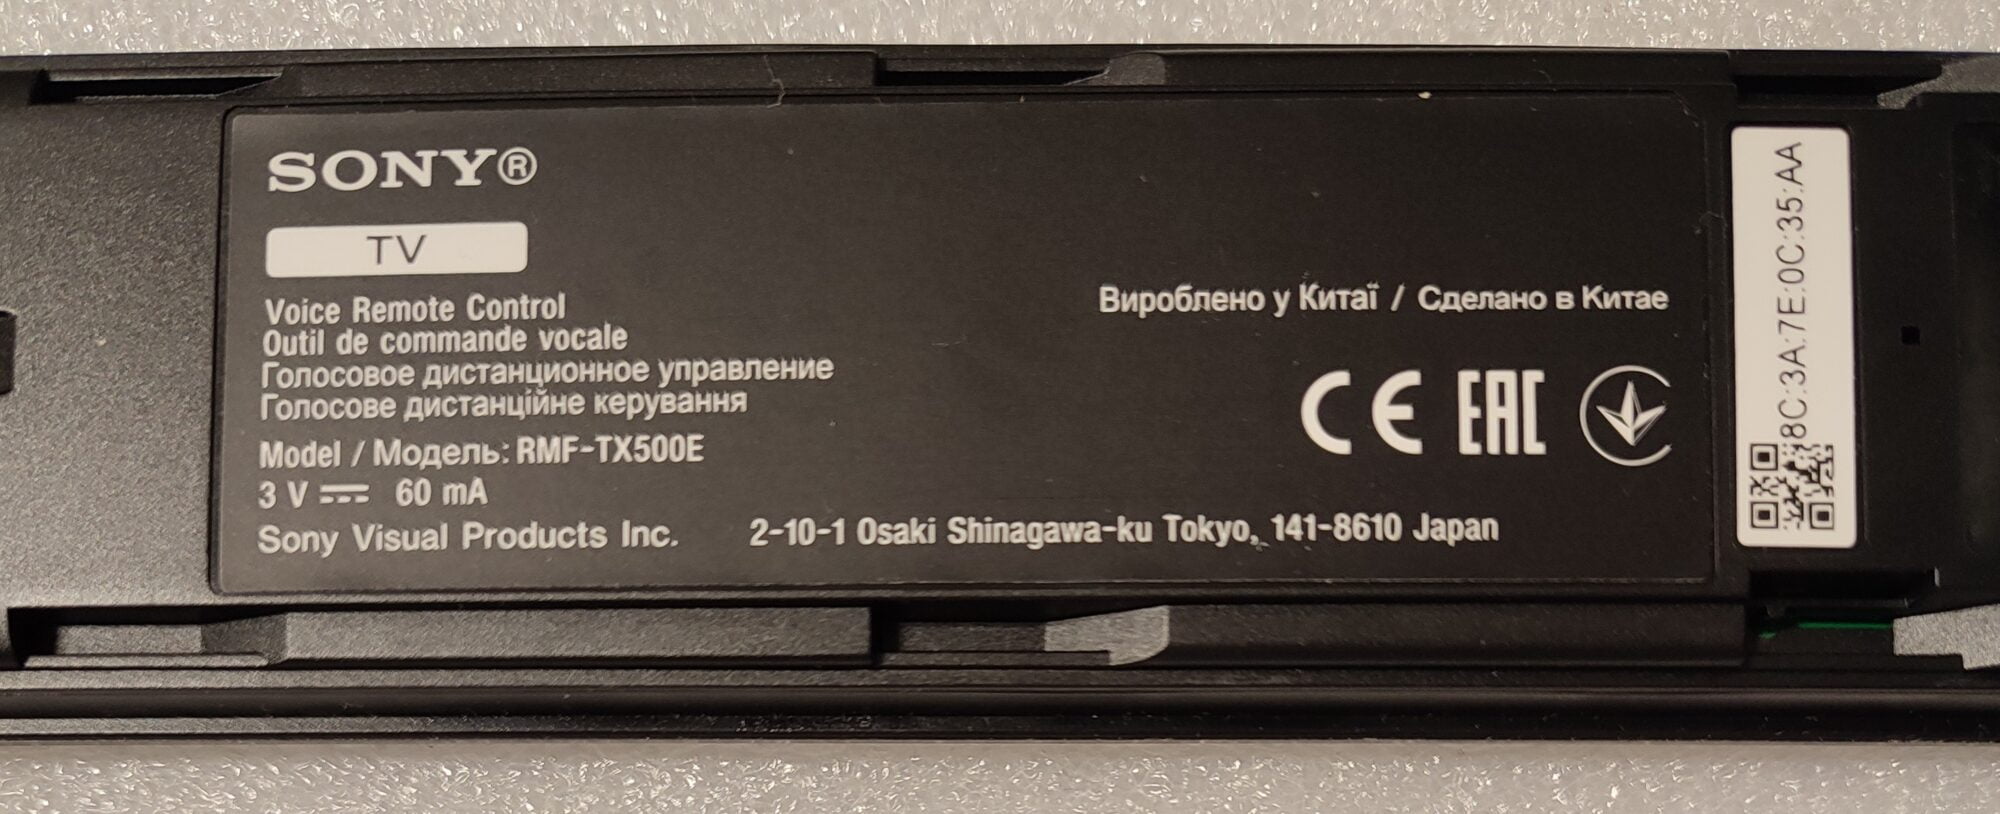 SONY®
TV
Voice Remote Control
Outil de commande vocale
Голосовое дистанционное управление
Голосове дистанційне керування
Model / Модель: RMF-TX500E
3 V 60 mA
Sony Visual Products Inc. 2-10-1 Osaki Shinagawa-ku Tokyo, 141-8610 Japan
Вироблено у Китаї / Сделано в Китае
CE EAC
8C:3A:7E:0C:35:AA